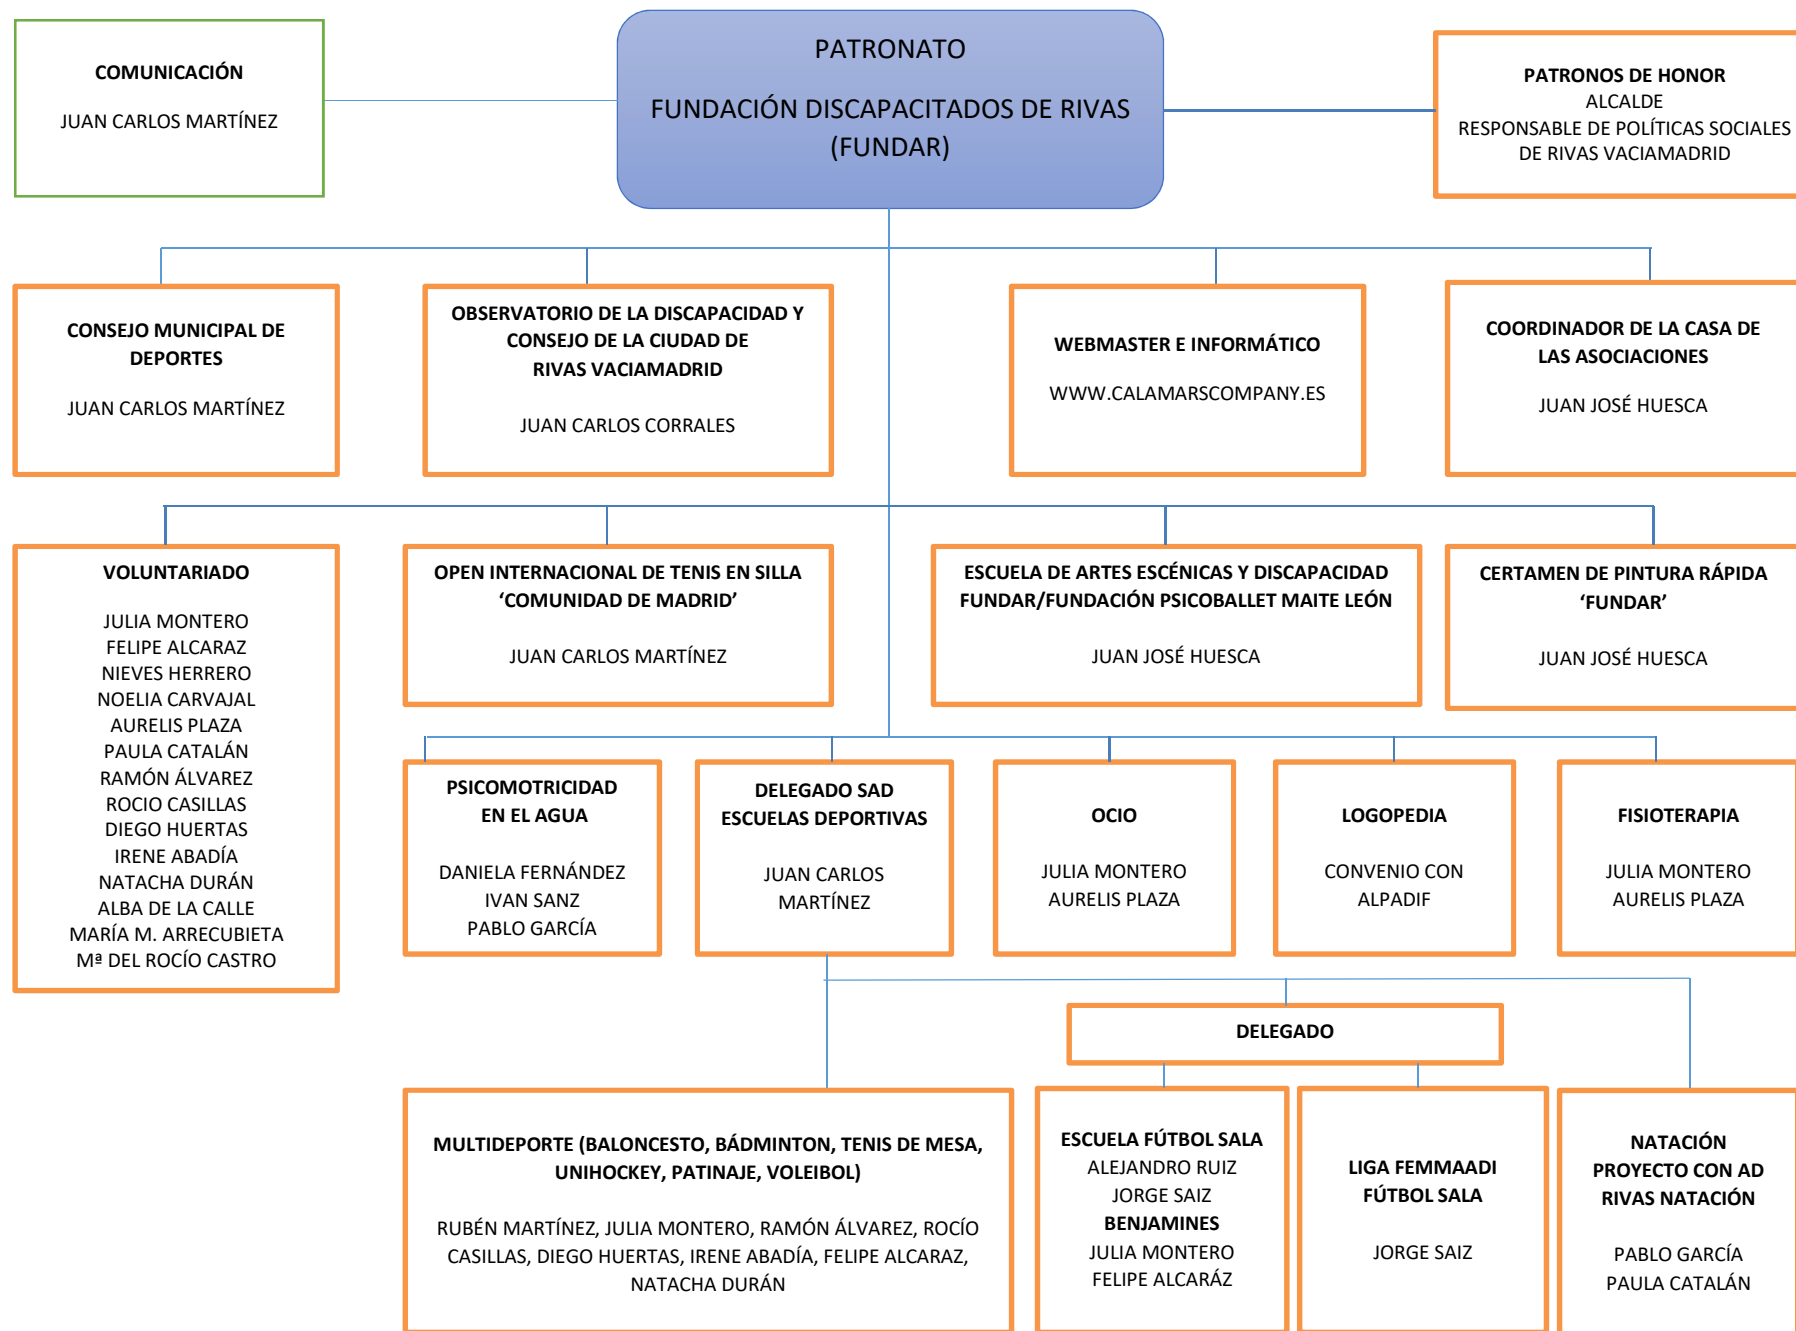 COMUNICACIÓN
JUAN CARLOS MARTÍNEZ
PATRONATO
FUNDACIÓN DISCAPACITADOS DE RIVAS
(FUNDAR)
PATRONOS DE HONOR
ALCALDE
RESPONSABLE DE POLÍTICAS SOCIALES
DE RIVAS VACIAMADRID
CONSEJO MUNICIPAL DE
DEPORTES
JUAN CARLOS MARTÍNEZ
OBSERVATORIO DE LA DISCAPACIDAD Y
CONSEJO DE LA CIUDAD DE
RIVAS VACIAMADRID
JUAN CARLOS CORRALES
WEBMASTER E INFORMÁTICO
WWW.CALAMARSCOMPANY.ES
COORDINADOR DE LA CASA DE
LAS ASOCIACIONES
JUAN JOSÉ HUESCA
VOLUNTARIADO
JULIA MONTERO
FELIPE ALCARAZ
NIEVES HERRERO
NOELIA CARVAJAL
AURELIS PLAZA
PAULA CATALÁN
RAMÓN ÁLVAREZ
ROCIO CASILLAS
DIEGO HUERTAS
IRENE ABADÍA
NATACHA DURÁN
ALBA DE LA CALLE
MARÍA M. ARRECUBIETA
Mª DEL ROCÍO CASTRO
OPEN INTERNACIONAL DE TENIS EN SILLA
‘COMUNIDAD DE MADRID’
JUAN CARLOS MARTÍNEZ
ESCUELA DE ARTES ESCÉNICAS Y DISCAPACIDAD
FUNDAR/FUNDACIÓN PSICOBALLET MAITE LEÓN
JUAN JOSÉ HUESCA
CERTAMEN DE PINTURA RÁPIDA
‘FUNDAR’
JUAN JOSÉ HUESCA
PSICOMOTRICIDAD
EN EL AGUA
DANIELA FERNÁNDEZ
IVAN SANZ
PABLO GARCÍA
DELEGADO SAD
ESCUELAS DEPORTIVAS
JUAN CARLOS
MARTÍNEZ
OCIO
JULIA MONTERO
AURELIS PLAZA
LOGOPEDIA
CONVENIO CON
ALPADIF
FISIOTERAPIA
JULIA MONTERO
AURELIS PLAZA
DELEGADO
MULTIDEPORTE (BALONCESTO, BÁDMINTON, TENIS DE MESA,
UNIHOCKEY, PATINAJE, VOLEIBOL)
RUBÉN MARTÍNEZ, JULIA MONTERO, RAMÓN ÁLVAREZ, ROCÍO
CASILLAS, DIEGO HUERTAS, IRENE ABADÍA, FELIPE ALCARAZ,
NATACHA DURÁN
ESCUELA FÚTBOL SALA
ALEJANDRO RUIZ
JORGE SAIZ
BENJAMINES
JULIA MONTERO
FELIPE ALCARÁZ
LIGA FEMMAADI
FÚTBOL SALA
JORGE SAIZ
NATACIÓN
PROYECTO CON AD
RIVAS NATACIÓN
PABLO GARCÍA
PAULA CATALÁN